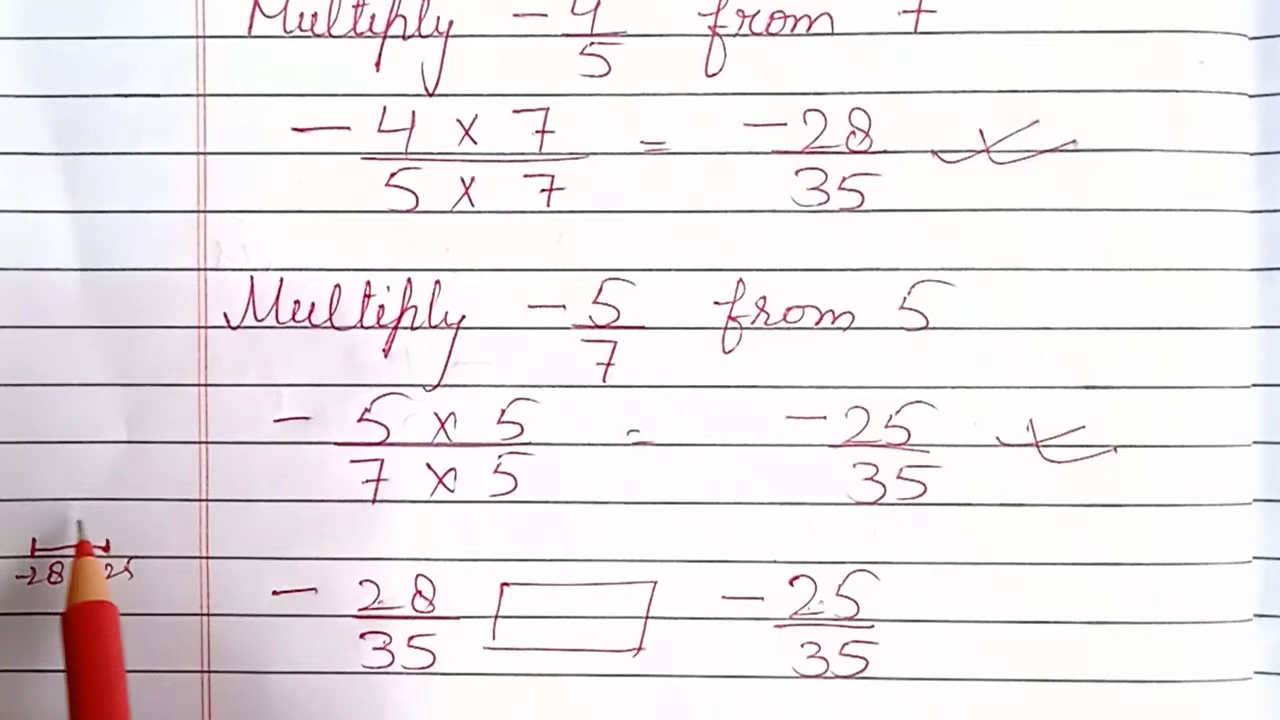 Multiply - 4/5 from 7
- 4 x 7 / 5 x 7 = -28/35
Multiply - 5/7 from 5
- 5 x 5 / 7 x 5 = -25/35
-28 25
- 28/35 - 25/35